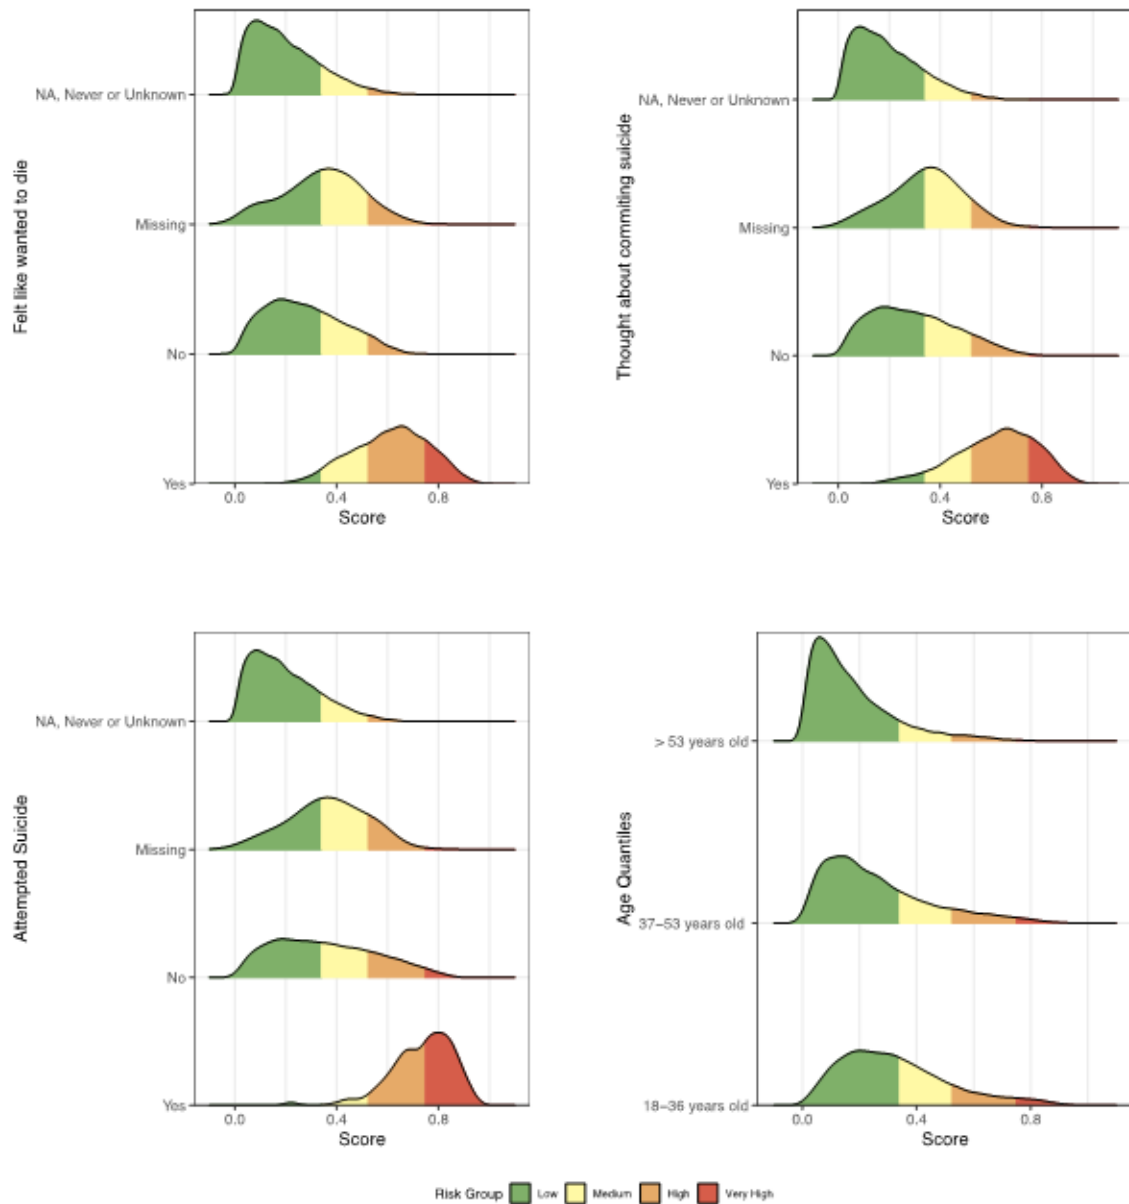 Felt like wanted to die
NA, Never or Unknown
Missing
No
Yes
0.0 0.4 0.8
Score
Thought about commiting suicide
NA, Never or Unknown
Missing
No
Yes
0.0 0.4 0.8
Score
Attempted Suicide
NA, Never or Unknown
Missing
No
Yes
0.0 0.4 0.8
Score
Age Quantiles
> 53 years old
37–53 years old
18–36 years old
0.0 0.4 0.8
Score
Risk Group Low Medium High Very High